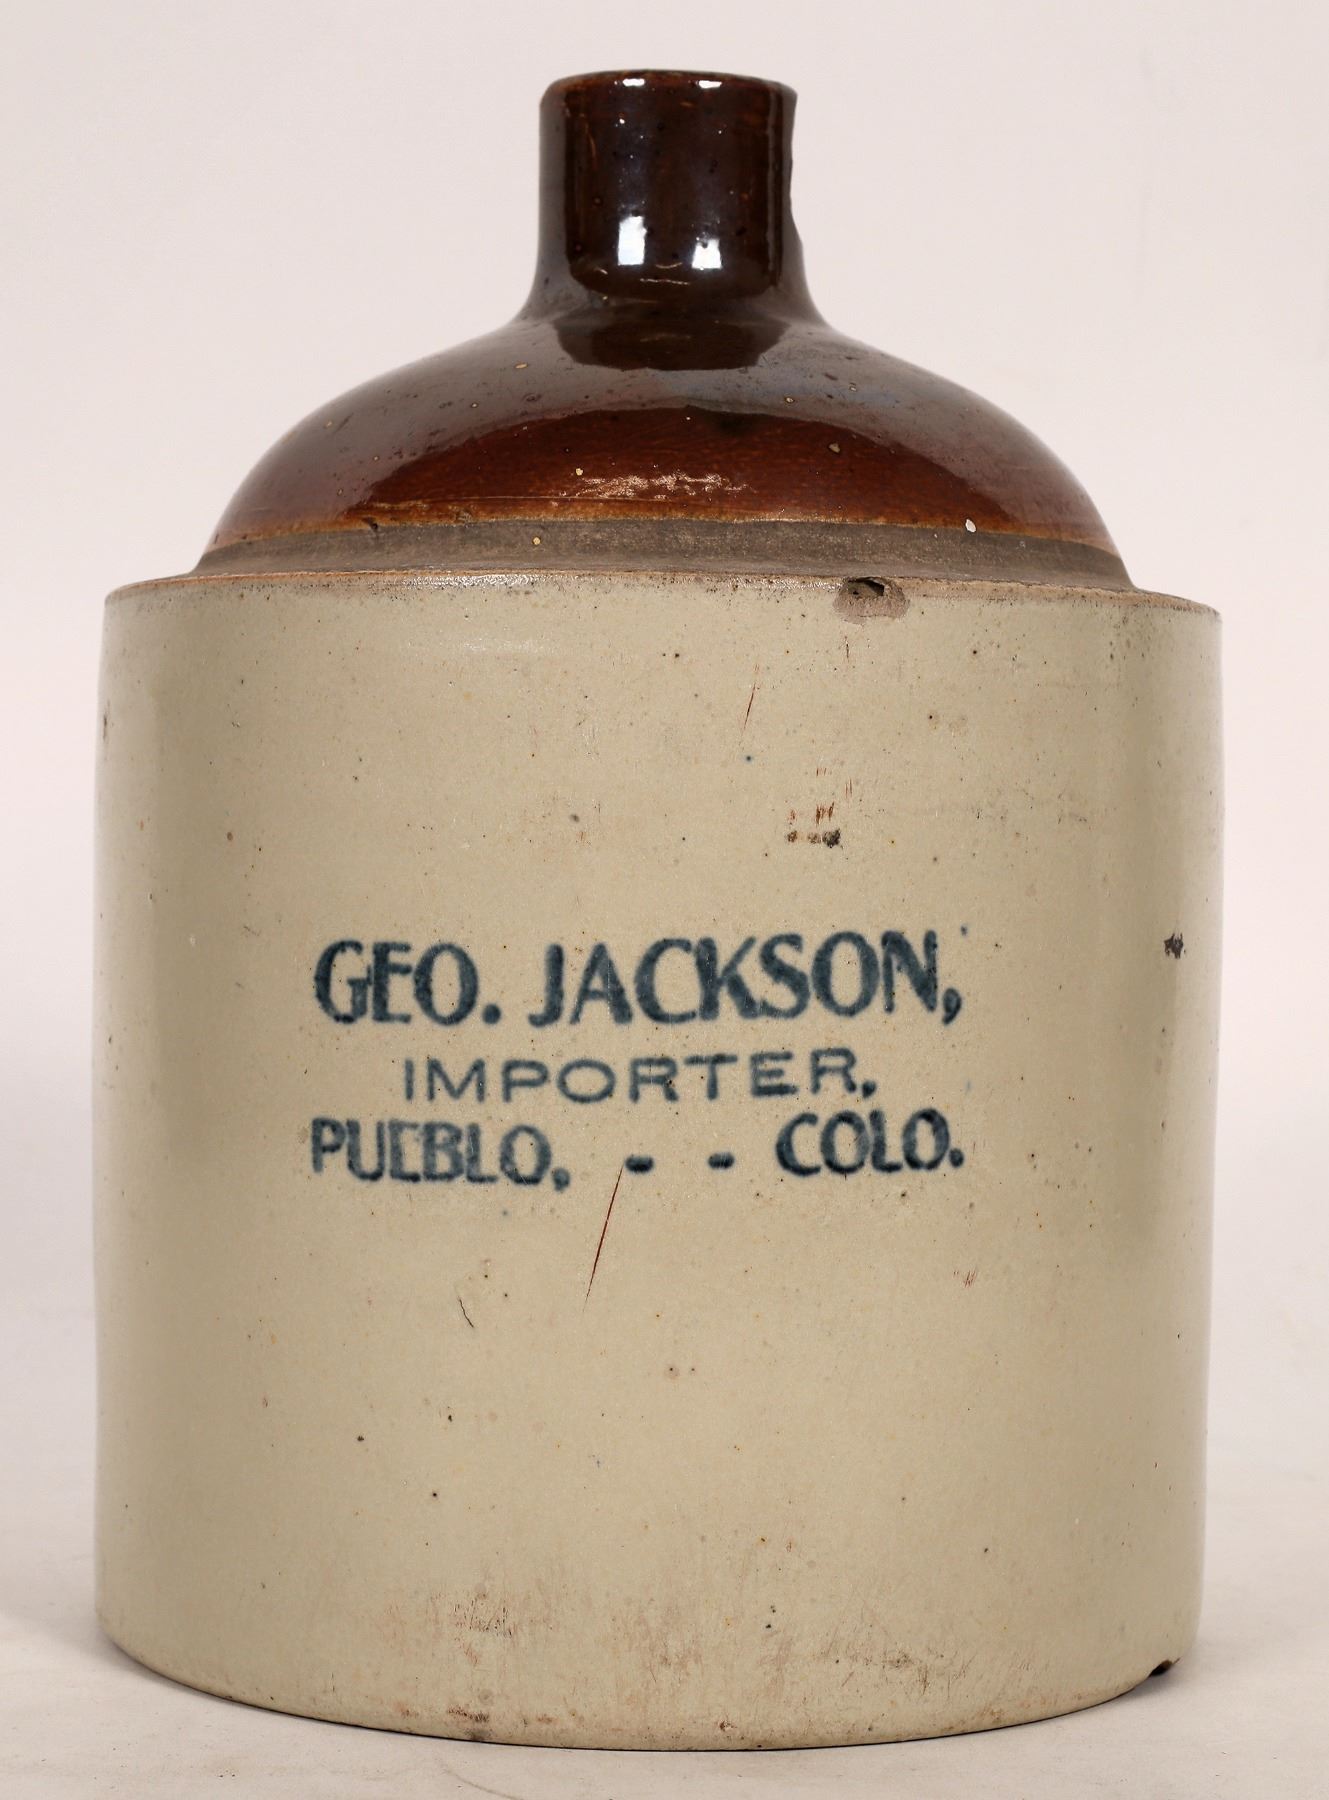 GEO. JACKSON,
IMPORTER,
PUEBLO, - - COLO.